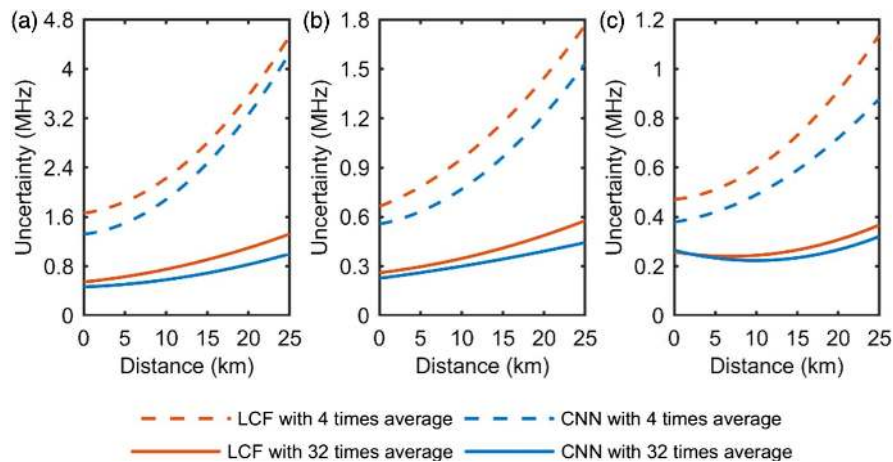 (a)
4.8
4
3.2
2.4
1.6
0.8
0
Uncertainty (MHz)
0 5 10 15 20 25
Distance (km)
(b)
1.8
1.5
1.2
0.9
0.6
0.3
0
Uncertainty (MHz)
0 5 10 15 20 25
Distance (km)
(c)
1.2
1
0.8
0.6
0.4
0.2
0
Uncertainty (MHz)
0 5 10 15 20 25
Distance (km)
LCF with 4 times average
CNN with 4 times average
LCF with 32 times average
CNN with 32 times average